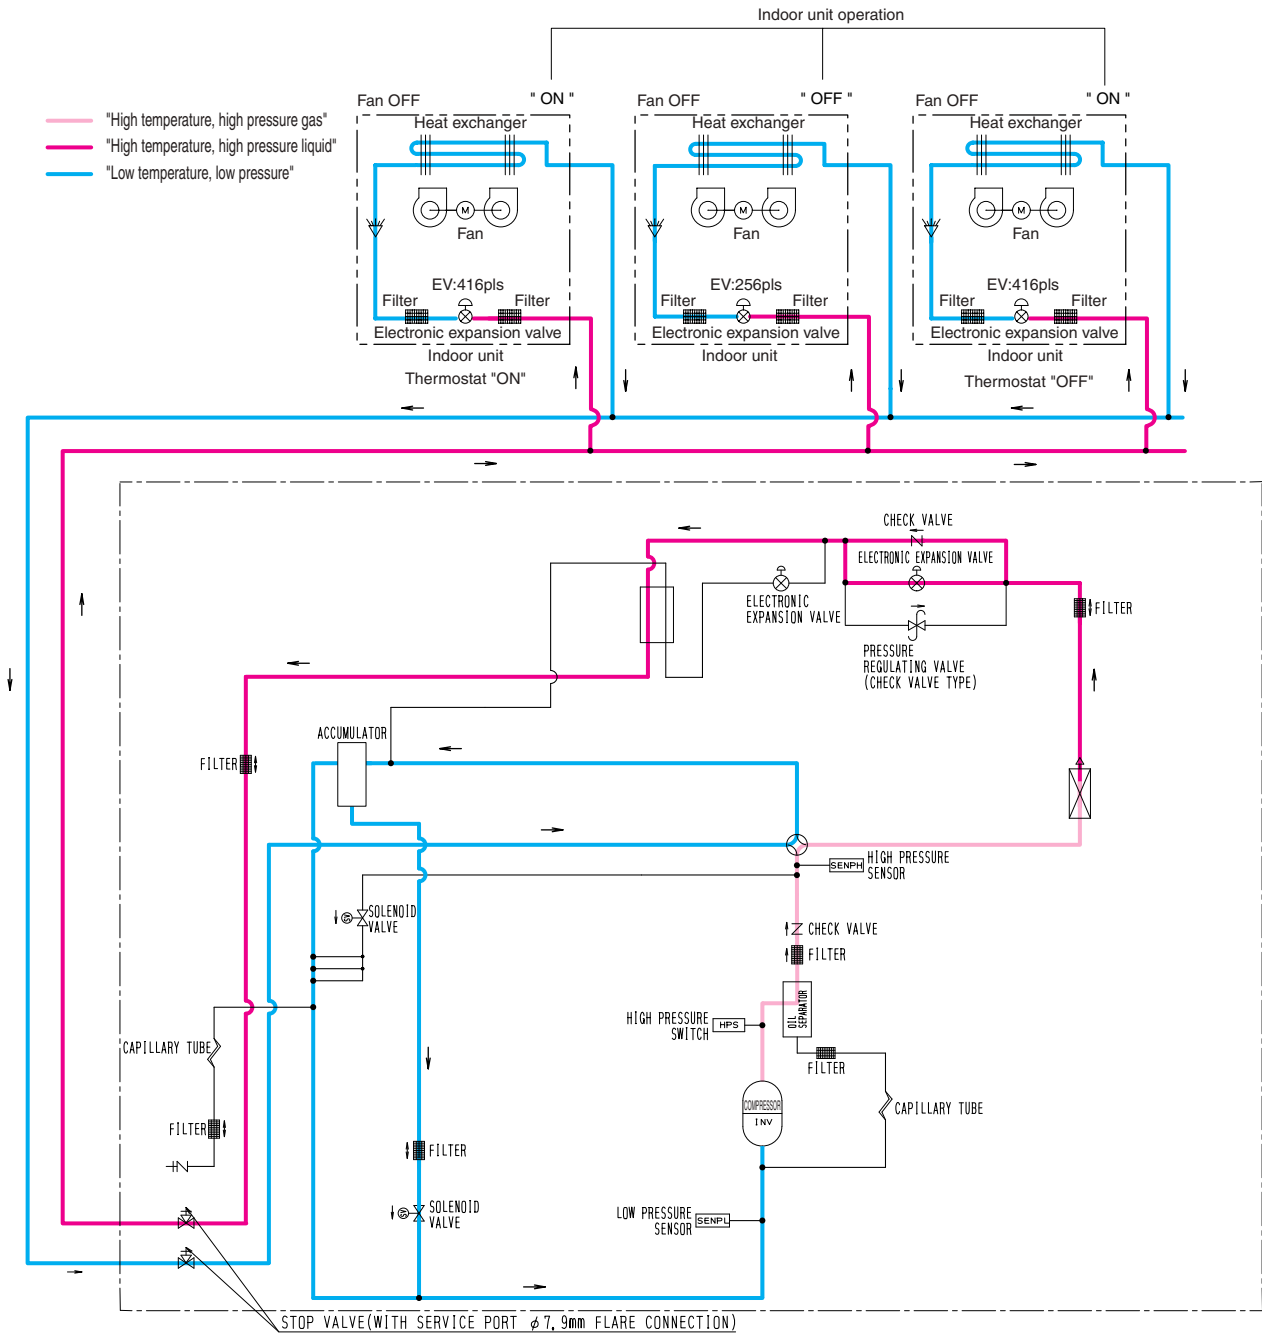 Indoor unit operation
Fan OFF
" ON "
Fan OFF
" OFF "
Fan OFF
" ON "
"High temperature, high pressure gas"
"High temperature, high pressure liquid"
"Low temperature, low pressure"
Heat exchanger
Heat exchanger
Heat exchanger
M
M
M
Fan
Fan
Fan
EV:416pls
EV:256pls
EV:416pls
Filter
Filter
Filter
Filter
Filter
Filter
Electronic expansion valve
Electronic expansion valve
Electronic expansion valve
Indoor unit
Indoor unit
Indoor unit
Thermostat "ON"
Thermostat "OFF"
CHECK VALVE
ELECTRONIC EXPANSION VALVE
ELECTRONIC
EXPANSION VALVE
FILTER
PRESSURE
REGULATING VALVE
(CHECK VALVE TYPE)
ACCUMULATOR
FILTER
SENPH
HIGH PRESSURE
SENSOR
SOLENOID
VALVE
CHECK VALVE
FILTER
OIL
SEPARATOR
HIGH PRESSURE
SWITCH
HPS
CAPILLARY TUBE
FILTER
COMPRESSOR
INV
CAPILLARY TUBE
FILTER
FILTER
SOLENOID
VALVE
LOW PRESSURE
SENSOR
SENPL
STOP VALVE(WITH SERVICE PORT φ7,9mm FLARE CONNECTION)